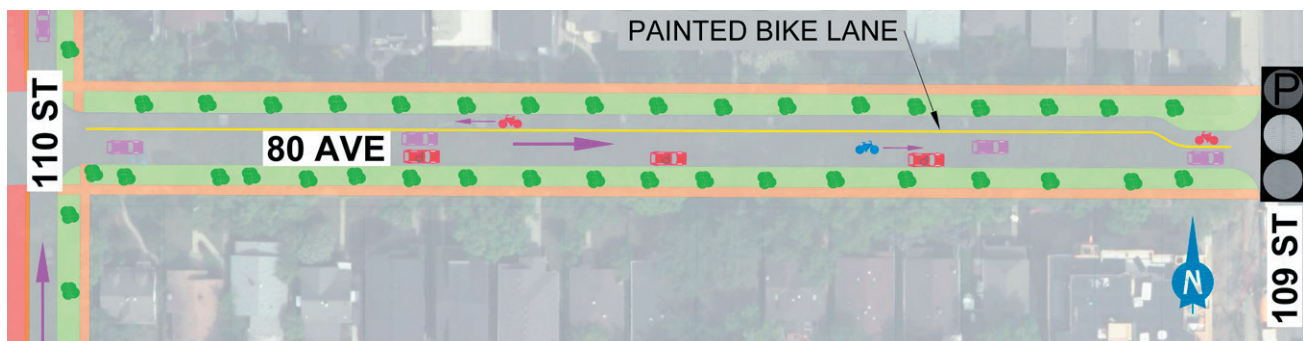 PAINTED BIKE LANE
110 ST
80 AVE
P
N
109 ST